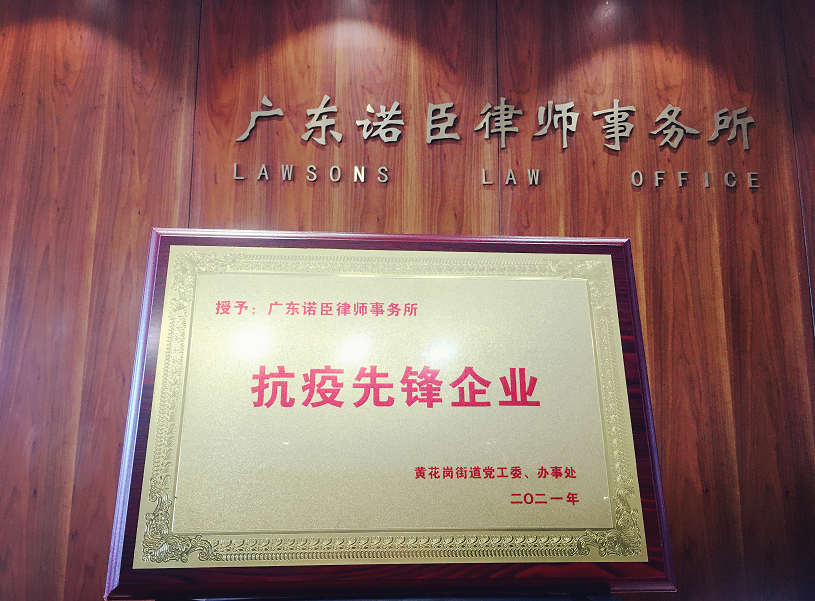 广东诺臣律师事务所
LAWSONS LAW OFFICE
授予：广东诺臣律师事务所
抗疫先锋企业
黄花岗街道党工委、办事处
二〇二一年